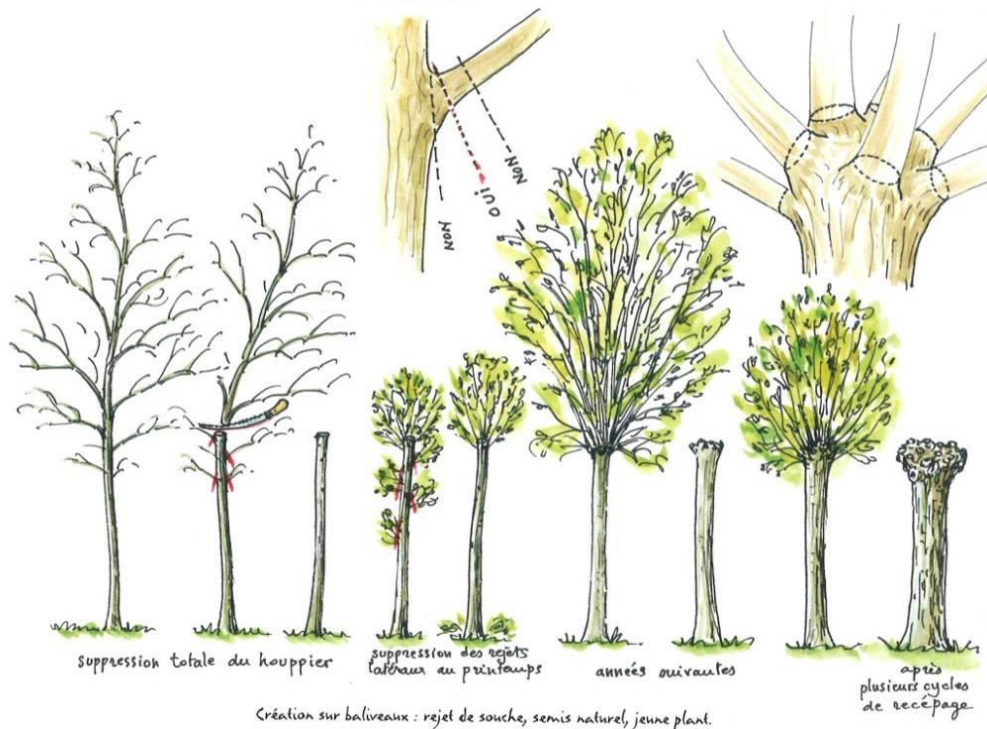 NON
OUI
NON
suppression totale du houppier
suppression des rejets
latéraux au printemps
années suivantes
après
plusieurs cycles
de recépage
Création sur baliveaux : rejet de souche, semis naturel, jeune plant.